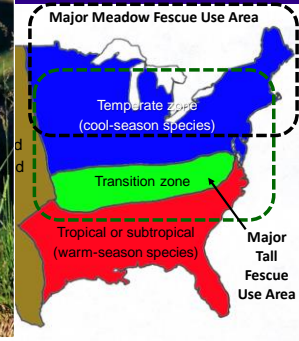 Major Meadow Fescue Use Area
Temperate zone
(cool-season species)
d
d
Transition zone
Tropical or subtropical
(warm-season species)
Major
Tall
Fescue
Use Area